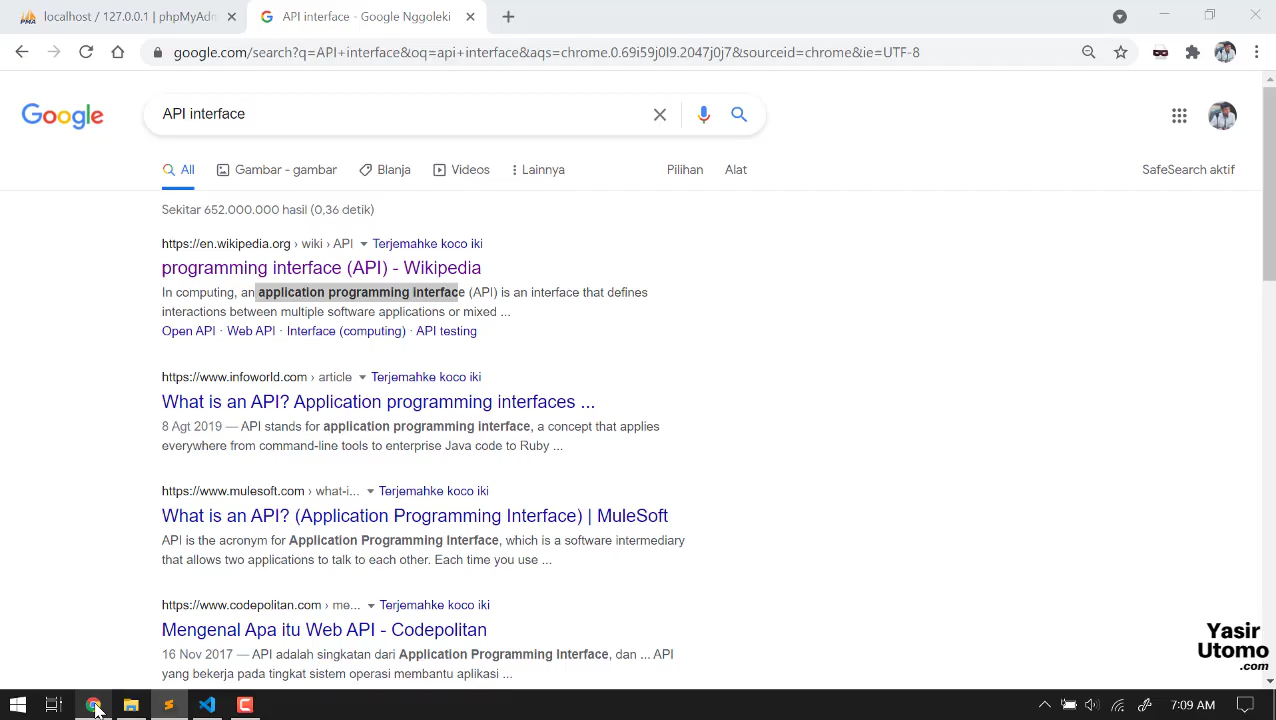 localhost / 127.0.0.1 | phpMyAdm
API interface - Google Nggoleki
google.com/search?q=API+interface&oq=api+interface&aqs=chrome.0.69i59j0l9.2047j0j7&sourceid=chrome&ie=UTF-8
Google
API interface
All
Gambar - gambar
Blanja
Videos
Lainnya
Pilihan
Alat
SafeSearch aktif
Sekitar 652.000.000 hasil (0,36 detik)
https://en.wikipedia.org › wiki › API Terjemahke koco iki
programming interface (API) - Wikipedia
In computing, an application programming interface (API) is an interface that defines
interactions between multiple software applications or mixed ...
Open API · Web API · Interface (computing) · API testing
https://www.infoworld.com › article Terjemahke koco iki
What is an API? Application programming interfaces ...
8 Agt 2019 — API stands for application programming interface, a concept that applies
everywhere from command-line tools to enterprise Java code to Ruby ...
https://www.mulesoft.com › what-i... Terjemahke koco iki
What is an API? (Application Programming Interface) | MuleSoft
API is the acronym for Application Programming Interface, which is a software intermediary
that allows two applications to talk to each other. Each time you use ...
https://www.codepolitan.com › me... Terjemahke koco iki
Mengenal Apa itu Web API - Codepolitan
16 Nov 2017 — API adalah singkatan dari Application Programming Interface, dan ... API
yang bekerja pada tingkat sistem operasi membantu aplikasi ...
Yasir
Utomo
.com
7:09 AM